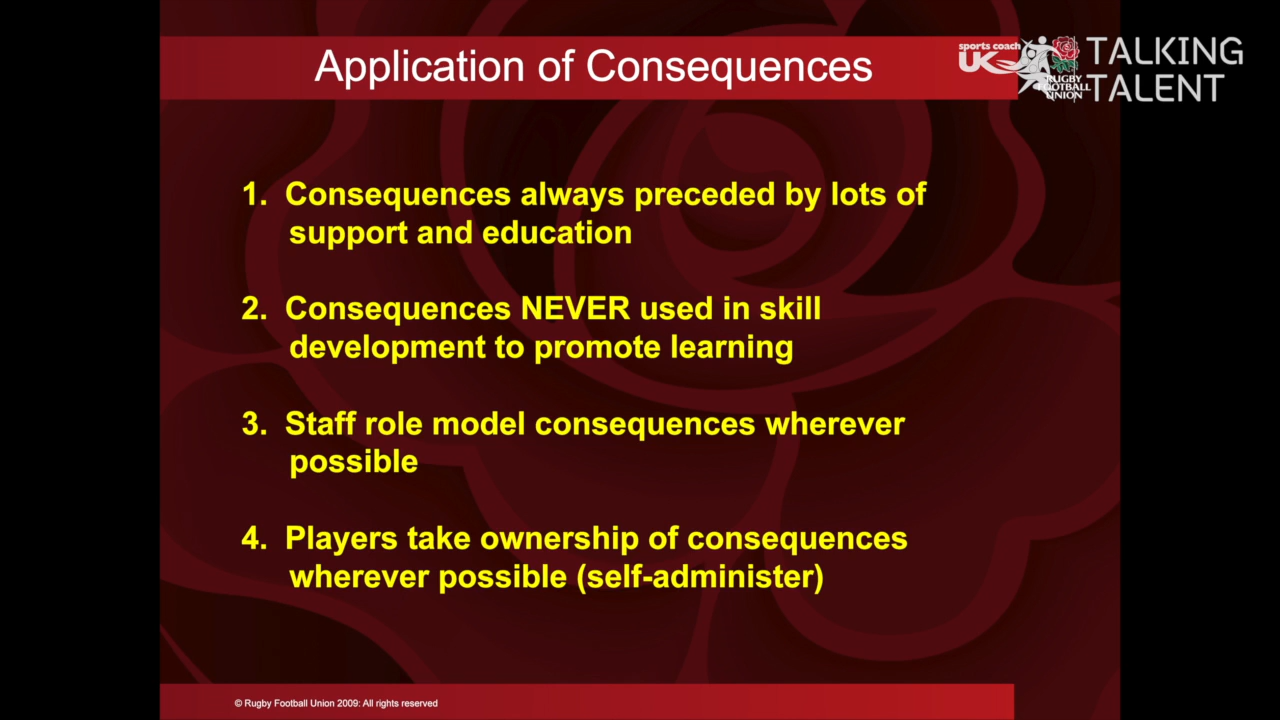 Application of Consequences
sports coach
UK
RUGBY
FOOTBALL
UNION
TALKING
TALENT
1. Consequences always preceded by lots of
support and education
2. Consequences NEVER used in skill
development to promote learning
3. Staff role model consequences wherever
possible
4. Players take ownership of consequences
wherever possible (self-administer)
© Rugby Football Union 2009: All rights reserved